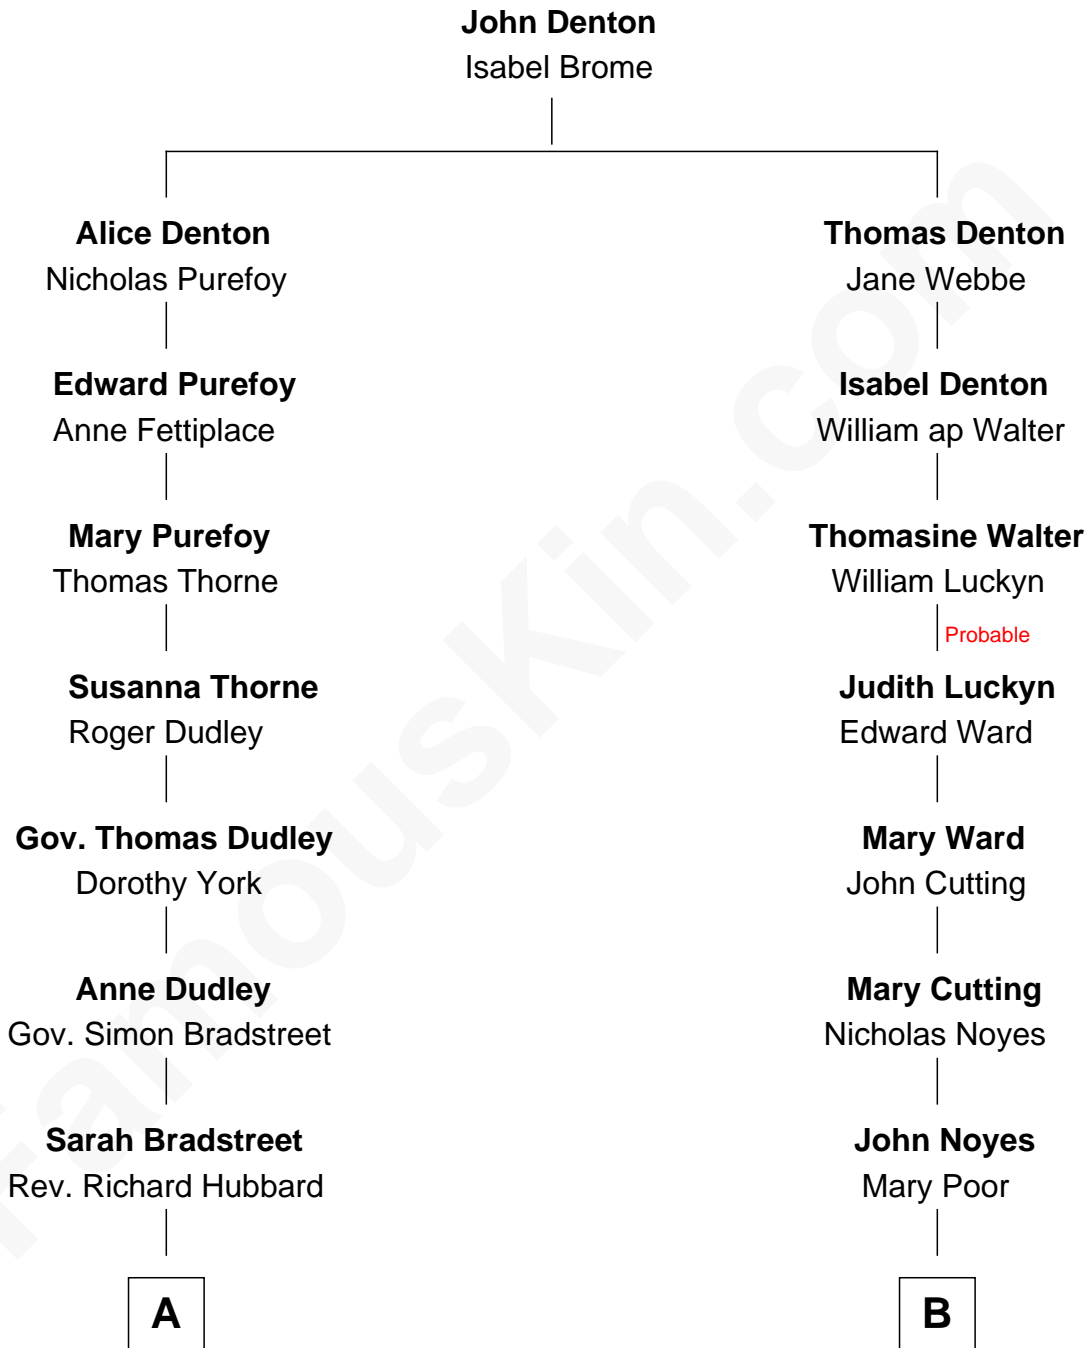 John Denton
Isabel Brome
Alice Denton
Nicholas Purefoy
Thomas Denton
Jane Webbe
Edward Purefoy
Anne Fettiplace
Isabel Denton
William ap Walter
Mary Purefoy
Thomas Thorne
Thomasine Walter
William Luckyn
Probable
Susanna Thorne
Roger Dudley
Judith Luckyn
Edward Ward
Gov. Thomas Dudley
Dorothy York
Mary Ward
John Cutting
Anne Dudley
Gov. Simon Bradstreet
Mary Cutting
Nicholas Noyes
Sarah Bradstreet
Rev. Richard Hubbard
John Noyes
Mary Poor
A
B
FamousKin.com